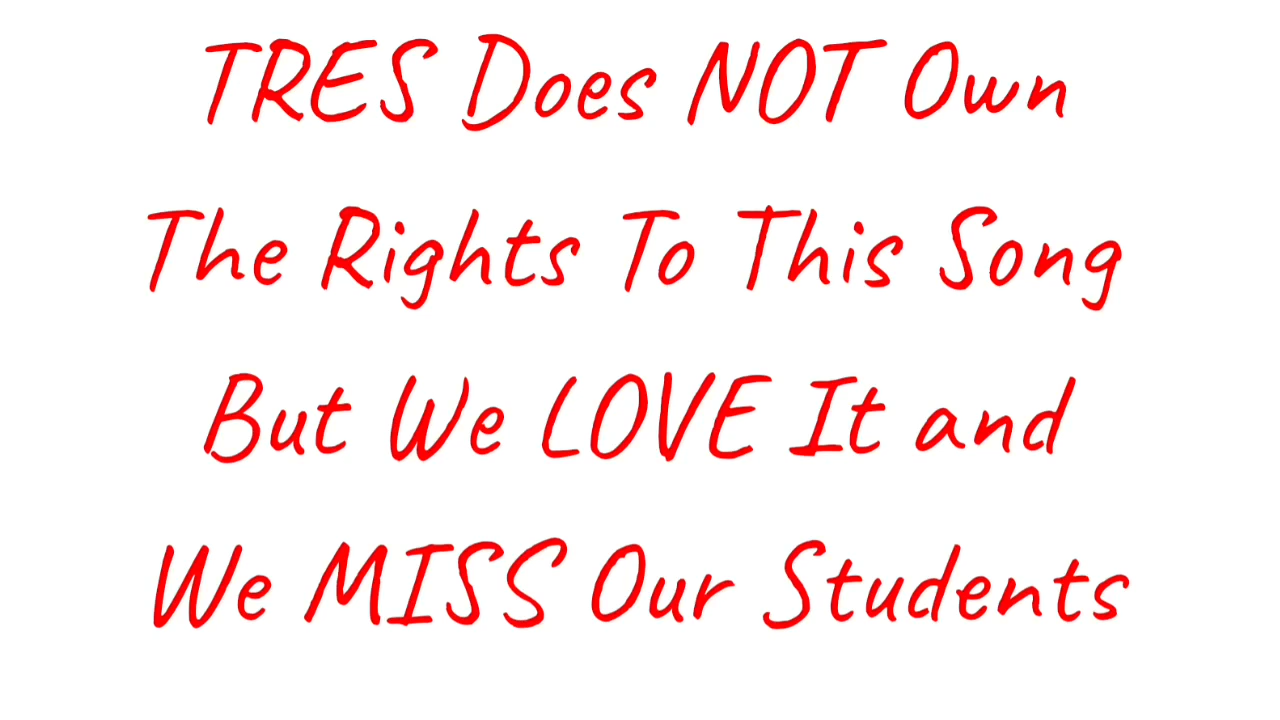 TRES Does NOT Own
The Rights To This Song
But We LOVE It and
We MISS Our Students